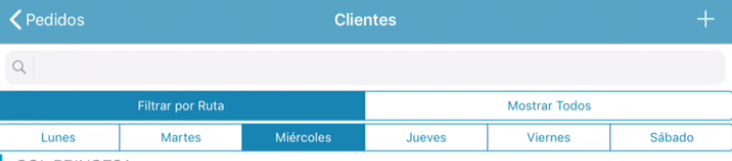 Pedidos Clientes +
Filtrar por Ruta Mostrar Todos
Lunes Martes Miércoles Jueves Viernes Sábado